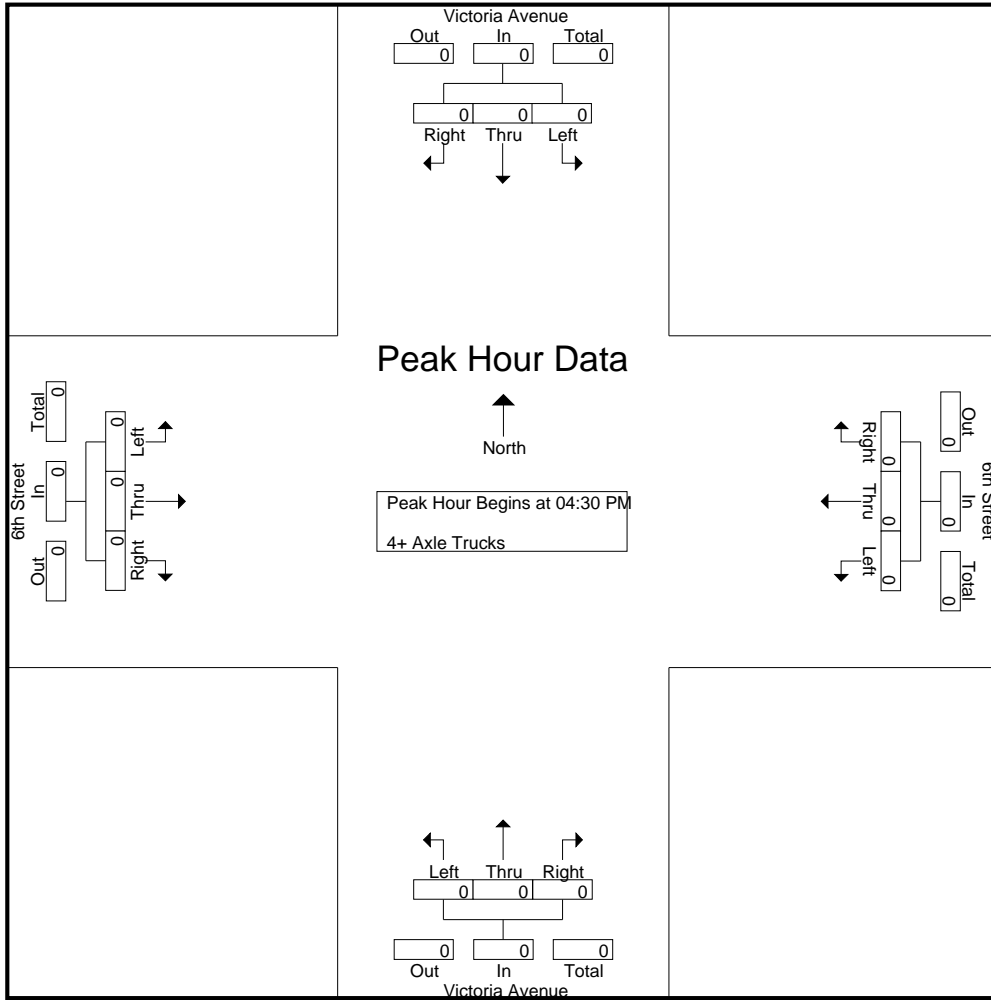 Victoria Avenue
Out In Total
0 0 0
0 0 0
Right Thru Left
Peak Hour Data
North
Peak Hour Begins at 04:30 PM
4+ Axle Trucks
6th Street
Total In Out
0 0 0
0 0 0
Left Thru Right
6th Street
Out In Total
0 0 0
0 0 0
Right Thru Left
Left Thru Right
0 0 0
0 0 0
Out In Total
Victoria Avenue